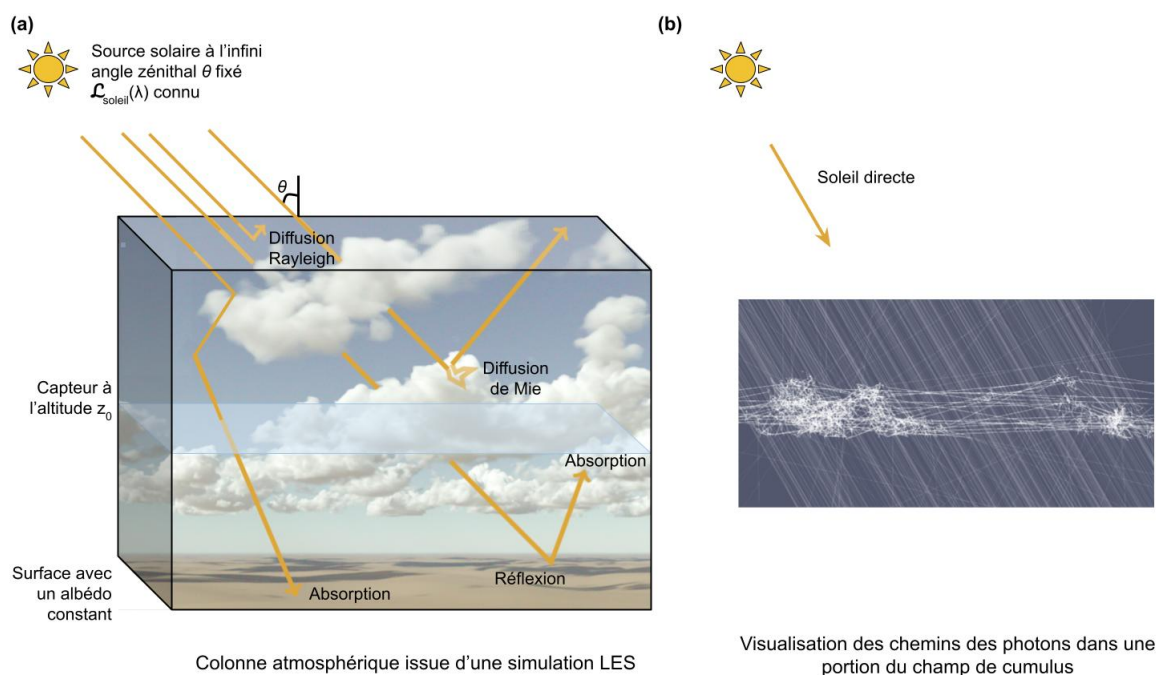 (a)
Source solaire à l’infini
angle zénithal θ fixé
ℒsoleil(λ) connu
θ
Diffusion
Rayleigh
Diffusion
de Mie
Capteur à
l’altitude z0
Absorption
Surface avec
un albédo
constant
Absorption
Réflexion
Colonne atmosphérique issue d’une simulation LES
(b)
Soleil directe
Visualisation des chemins des photons dans une
portion du champ de cumulus